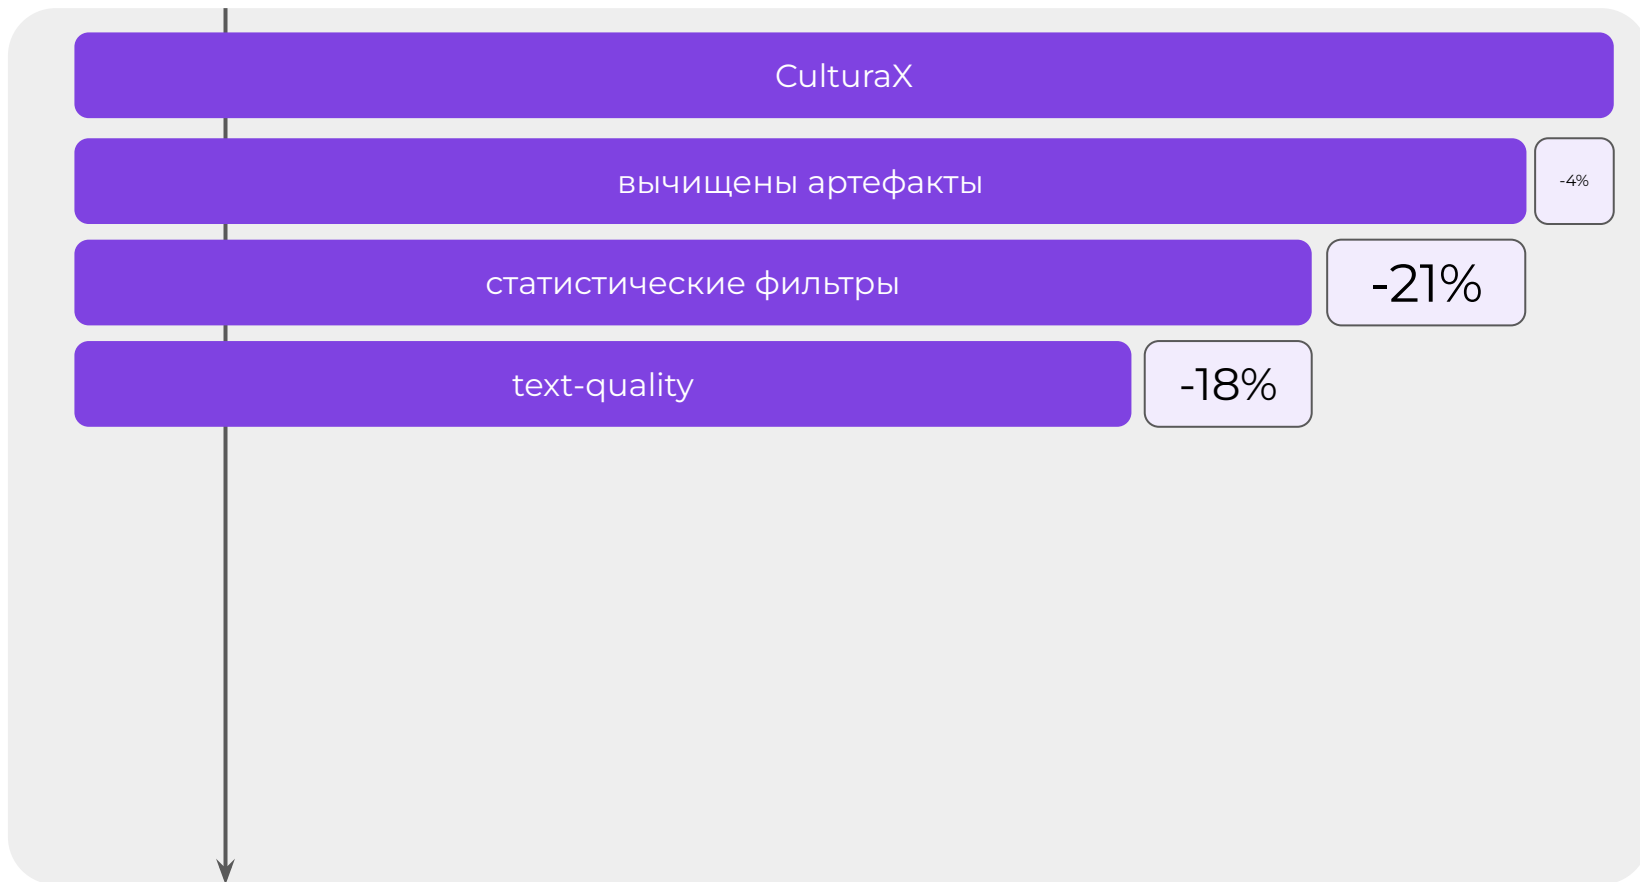 CulturaX
вычищены артефакты
-4%
статистические фильтры
-21%
text-quality
-18%